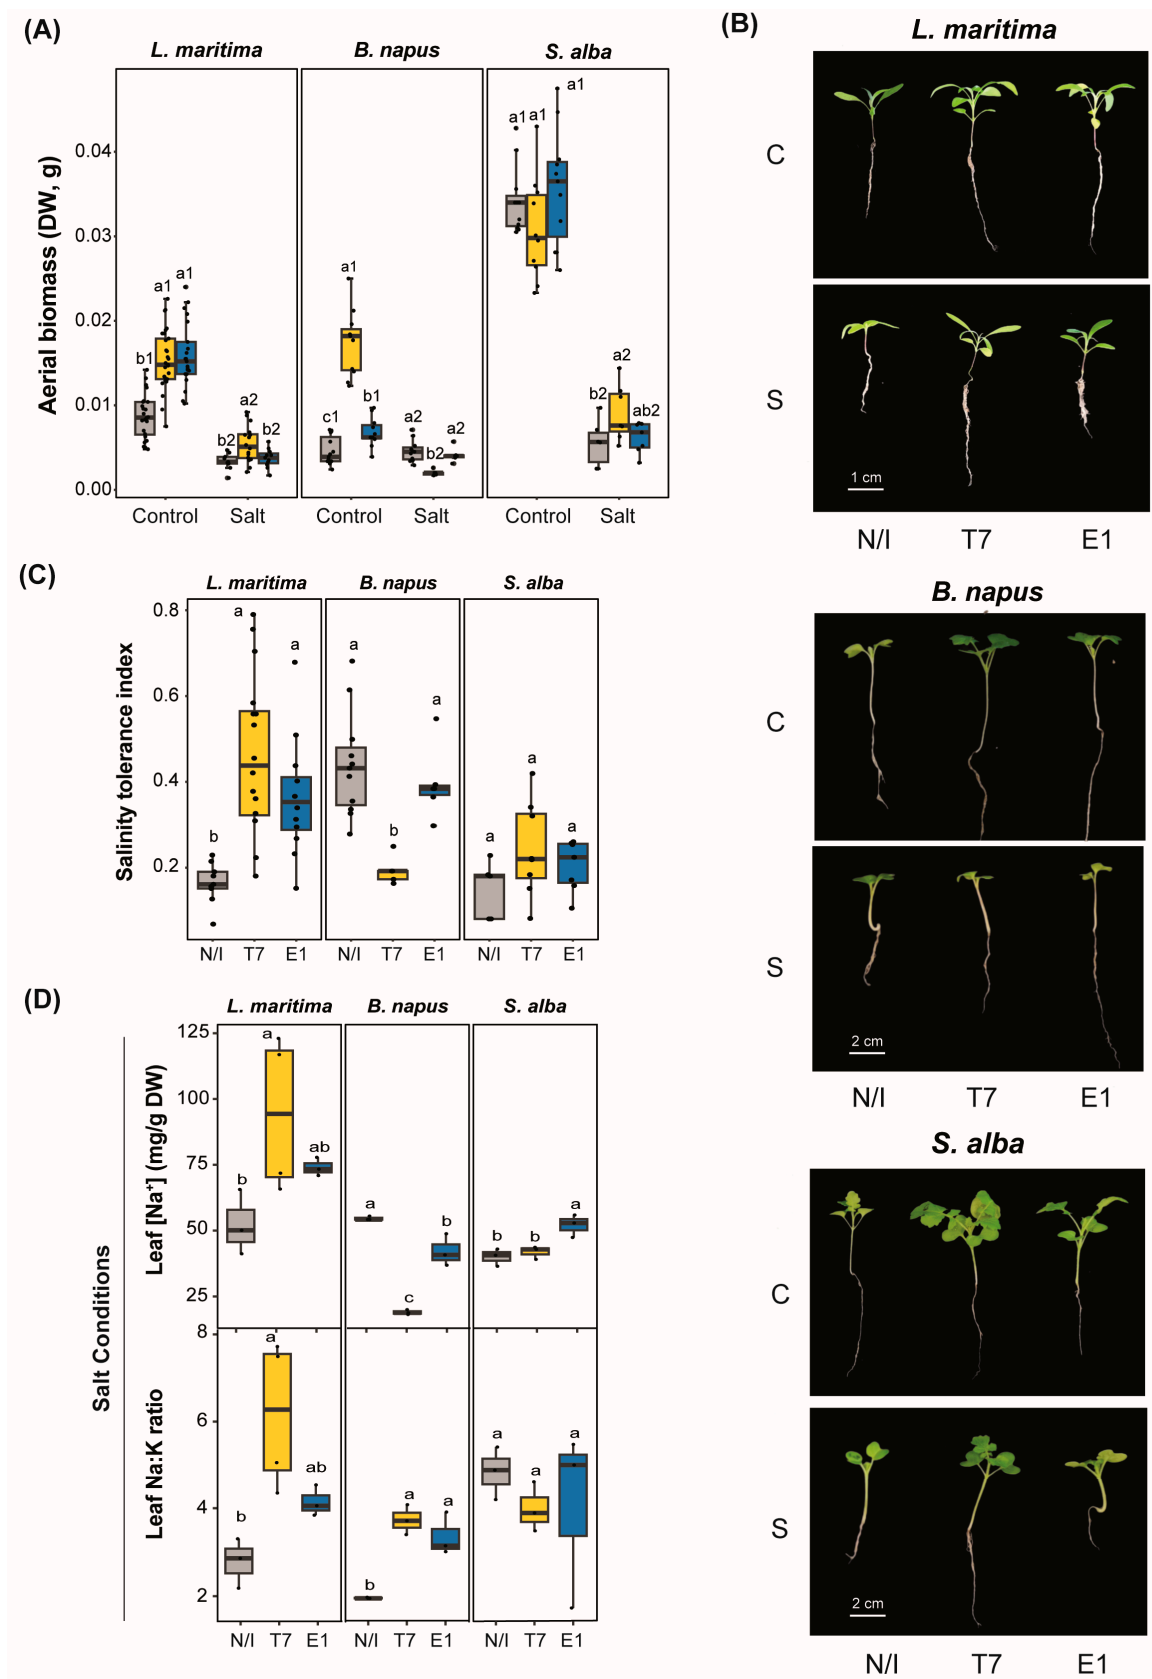 (A)
L. maritima
B. napus
S. alba
Aerial biomass (DW, g)
0.04
0.03
0.02
0.01
0.00
b1
a1
a1
b2
a2
b2
c1
a1
b1
a2
b2
a2
a1
a1
a1
b2
a2
ab2
Control
Salt
Control
Salt
Control
Salt
(B)
L. maritima
C
S
1 cm
N/I
T7
E1
B. napus
C
S
2 cm
N/I
T7
E1
S. alba
C
S
2 cm
N/I
T7
E1
(C)
L. maritima
B. napus
S. alba
Salinity tolerance index
0.8
0.6
0.4
0.2
b
a
a
a
b
a
a
a
a
N/I
T7
E1
N/I
T7
E1
N/I
T7
E1
(D)
L. maritima
B. napus
S. alba
Salt Conditions
Leaf [Na⁺] (mg/g DW)
125
100
75
50
25
b
a
ab
a
c
b
b
b
a
Leaf Na:K ratio
8
6
4
2
b
a
ab
b
a
a
a
a
a
N/I
T7
E1
N/I
T7
E1
N/I
T7
E1